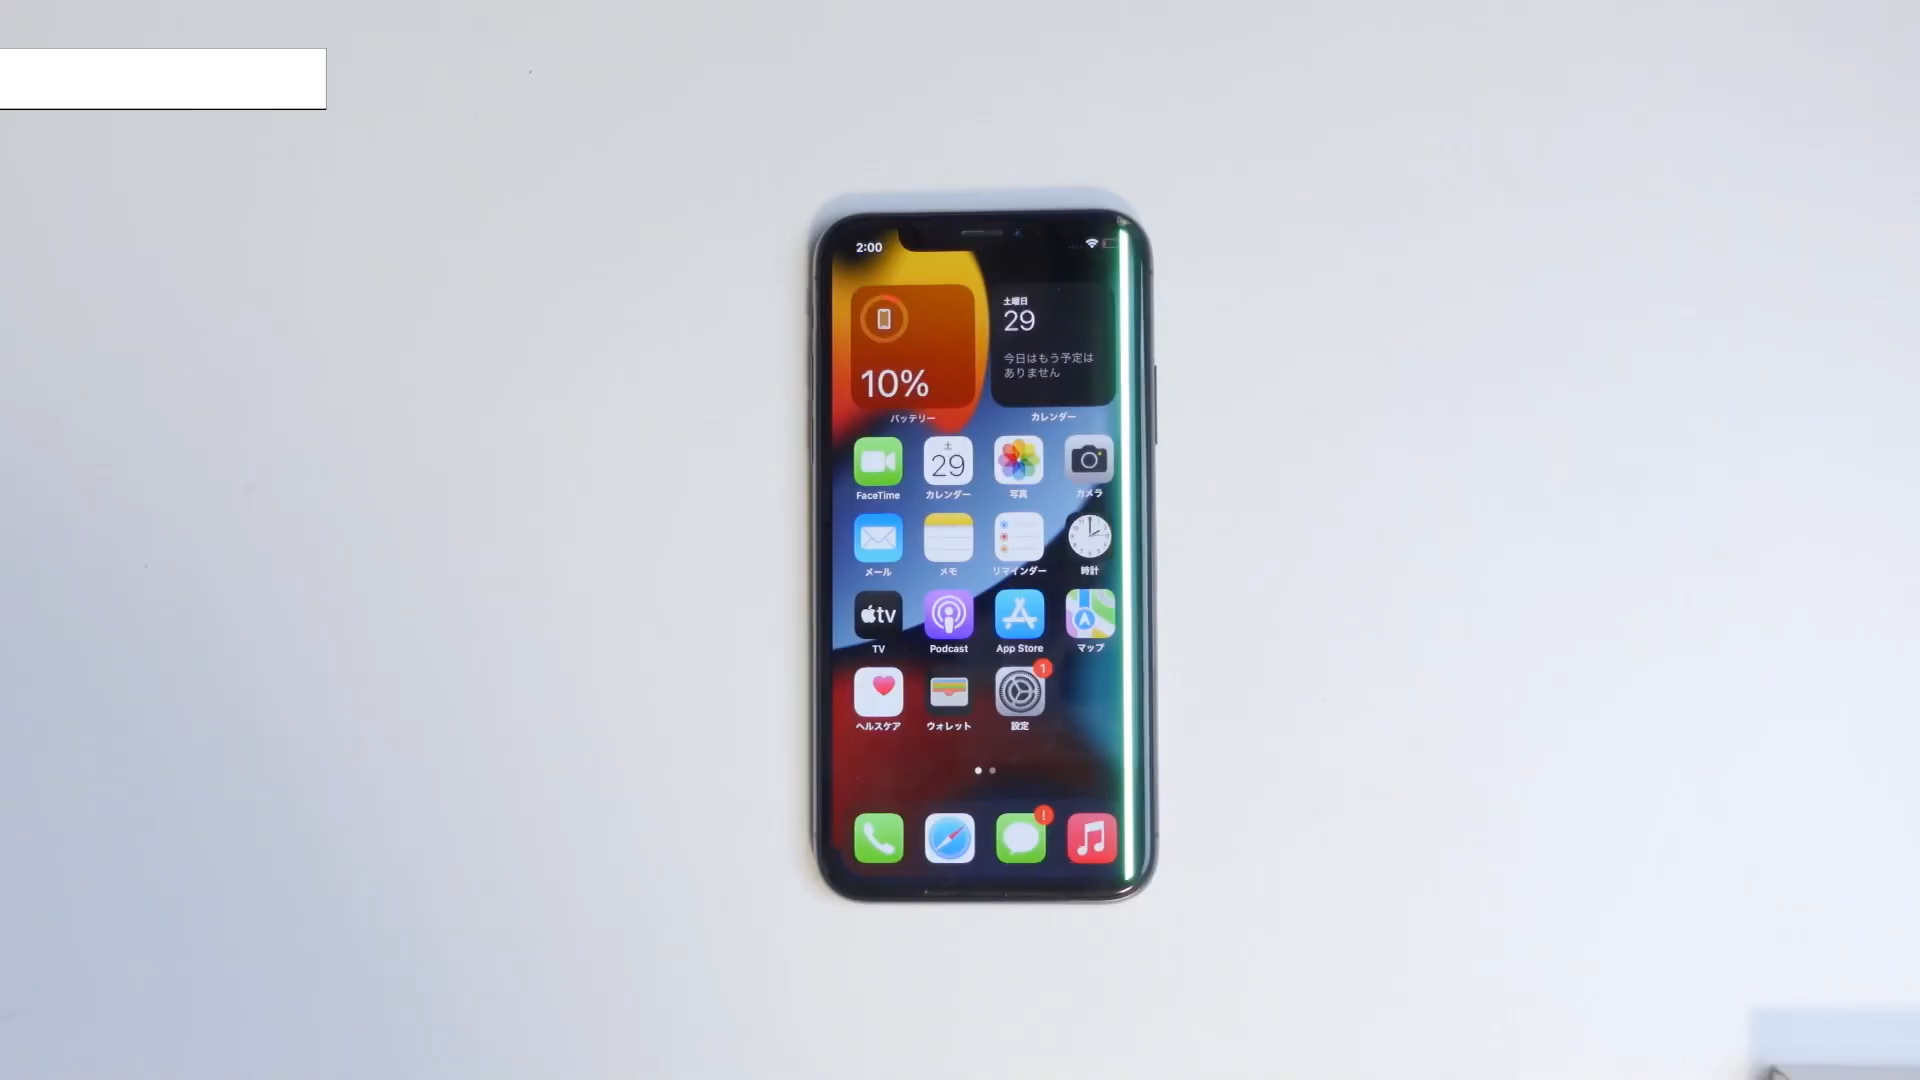 2:00
10%
バッテリー
土曜日
29
今日はもう予定は
ありません
カレンダー
FaceTime
土
29
カレンダー
写真
カメラ
メール
メモ
リマインダー
時計
tv
TV
Podcast
App Store
マップ
1
ヘルスケア
ウォレット
設定
!